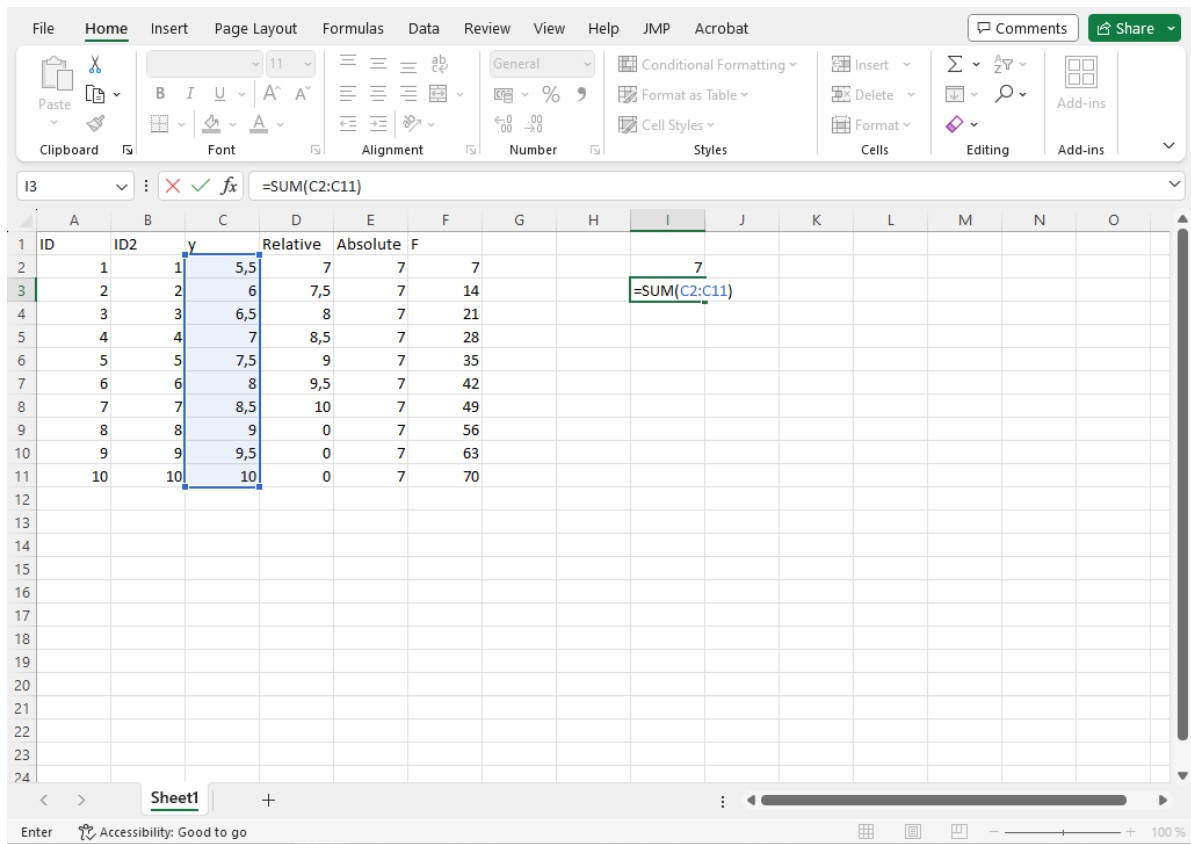 File Home Insert Page Layout Formulas Data Review View Help JMP Acrobat Comments Share
Paste
Clipboard
11
B I U A A
Font
ab
Alignment
General
% 9
Number
Conditional Formatting
Format as Table
Cell Styles
Styles
Insert
Delete
Format
Cells
Σ
Editing
Add-ins
Add-ins
I3 fx =SUM(C2:C11)
A B C D E F G H I J K L M N O
1 ID ID2 y Relative Absolute F
2 1 1 5,5 7 7 7 7
3 2 2 6 7,5 7 14 =SUM(C2:C11)
4 3 3 6,5 8 7 21
5 4 4 7 8,5 7 28
6 5 5 7,5 9 7 35
7 6 6 8 9,5 7 42
8 7 7 8,5 10 7 49
9 8 8 9 0 7 56
10 9 9 9,5 0 7 63
11 10 10 10 0 7 70
12
13
14
15
16
17
18
19
20
21
22
23
24
Sheet1 +
Enter Accessibility: Good to go 100 %